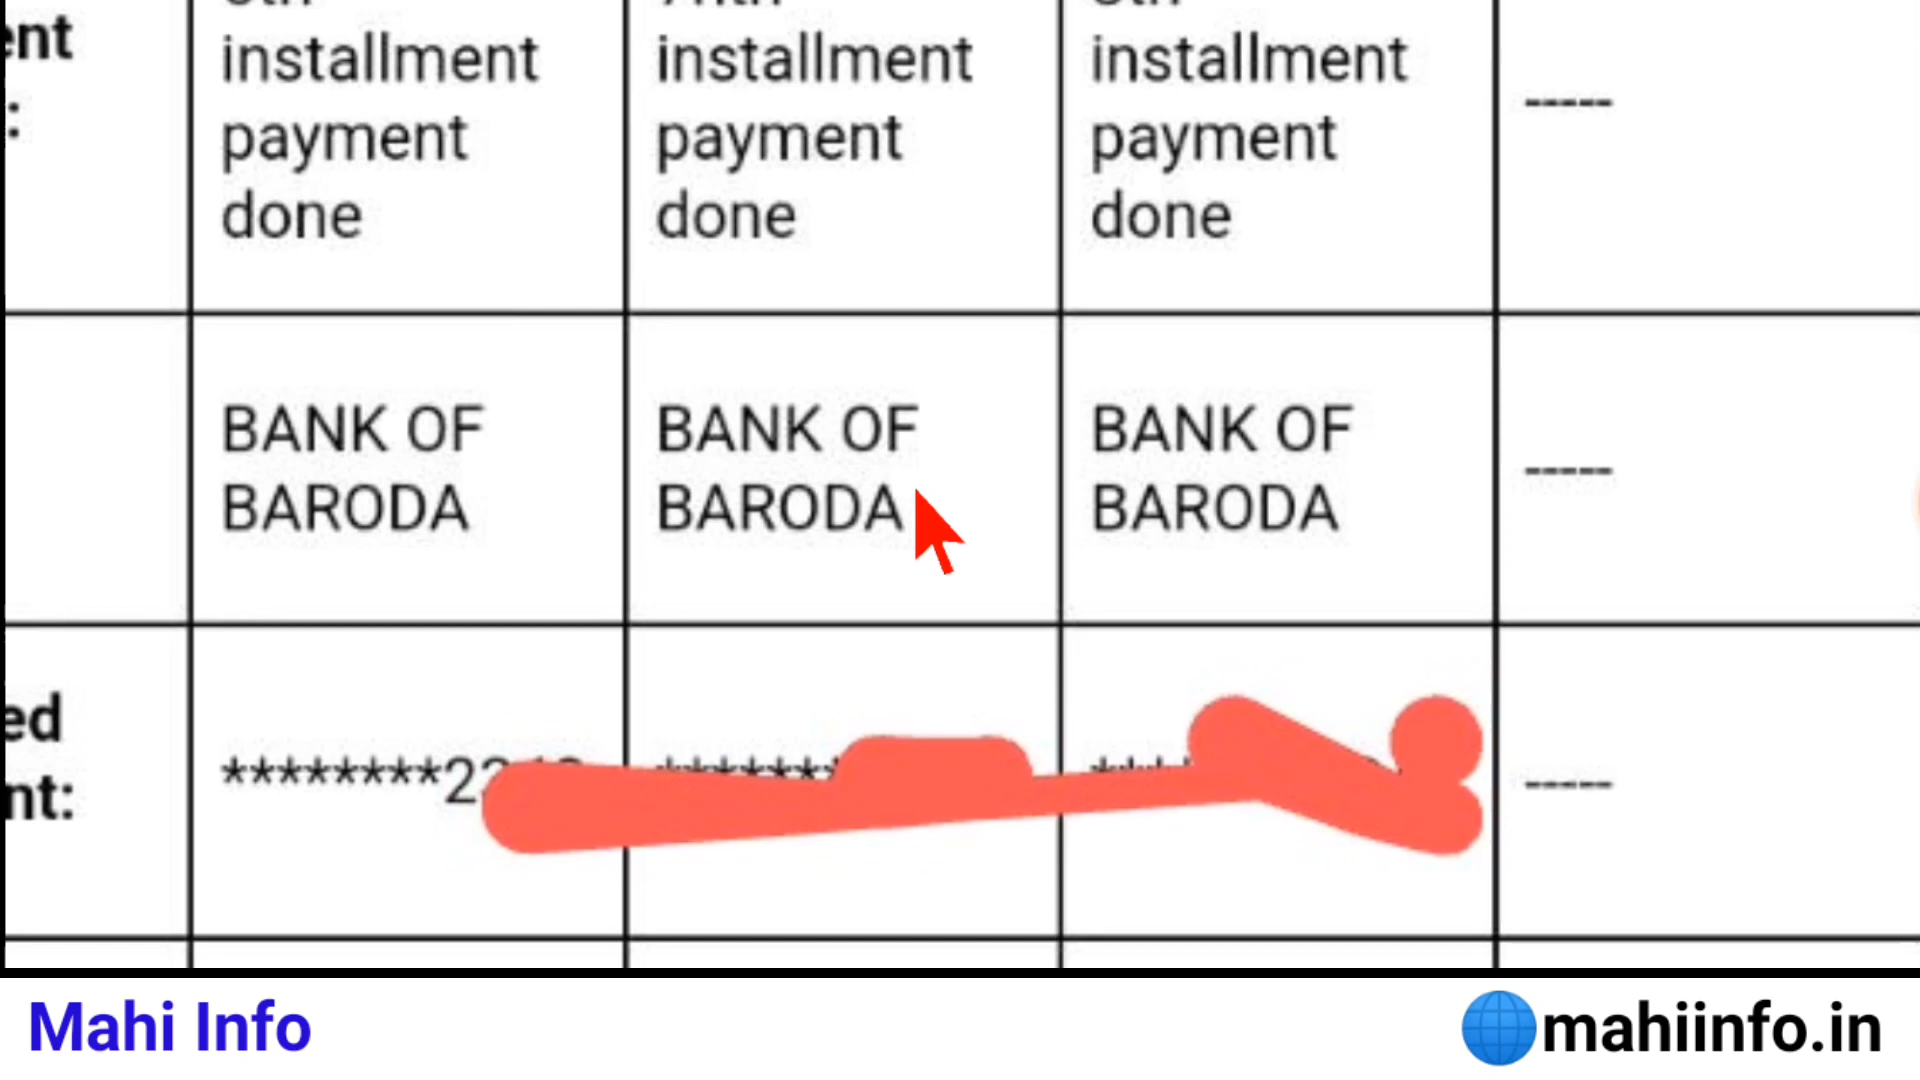 ent
:
installment
payment
done
installment
payment
done
installment
payment
done
-----
BANK OF
BARODA
BANK OF
BARODA
BANK OF
BARODA
-----
ed
nt:
********2
*******
****
-----
Mahi Info
mahiinfo.in